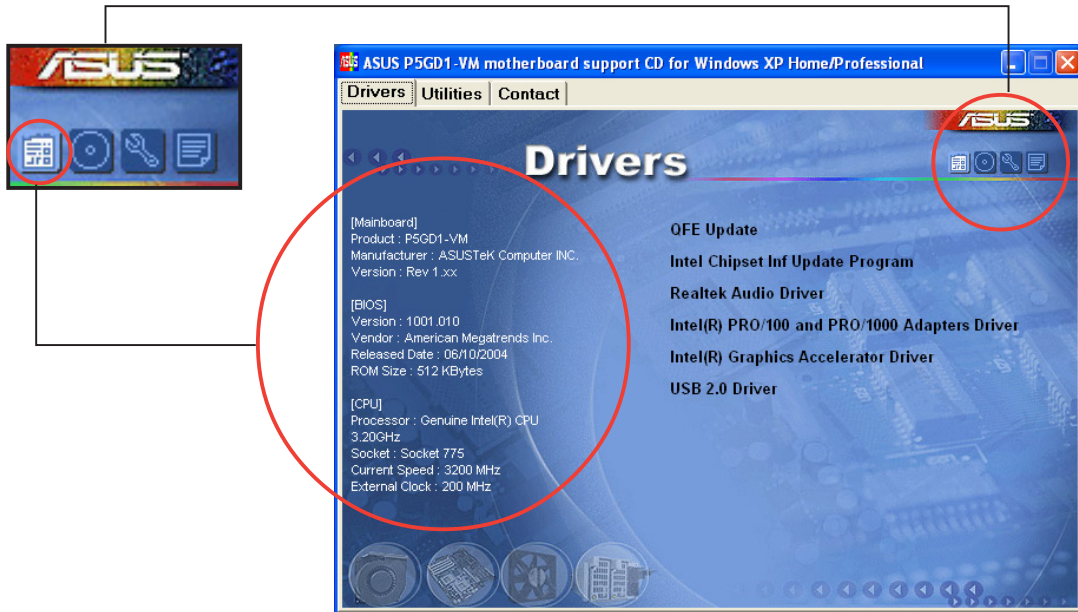 ASUS
ASUS P5GD1-VM motherboard support CD for Windows XP Home/Professional
Drivers Utilities Contact
ASUS
Drivers
[Mainboard]
Product : P5GD1-VM
Manufacturer : ASUSTeK Computer INC.
Version : Rev 1.xx
[BIOS]
Version : 1001.010
Vendor : American Megatrends Inc.
Released Date : 06/10/2004
ROM Size : 512 KBytes
[CPU]
Processor : Genuine Intel(R) CPU
3.20GHz
Socket : Socket 775
Current Speed : 3200 MHz
External Clock : 200 MHz
QFE Update
Intel Chipset Inf Update Program
Realtek Audio Driver
Intel(R) PRO/100 and PRO/1000 Adapters Driver
Intel(R) Graphics Accelerator Driver
USB 2.0 Driver